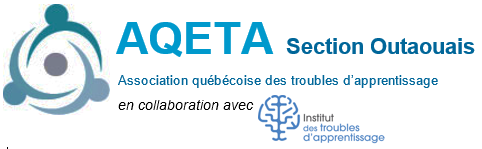 AQETA Section Outaouais
Association québécoise des troubles d'apprentissage
en collaboration avec
Institut
des troubles
d'apprentissage